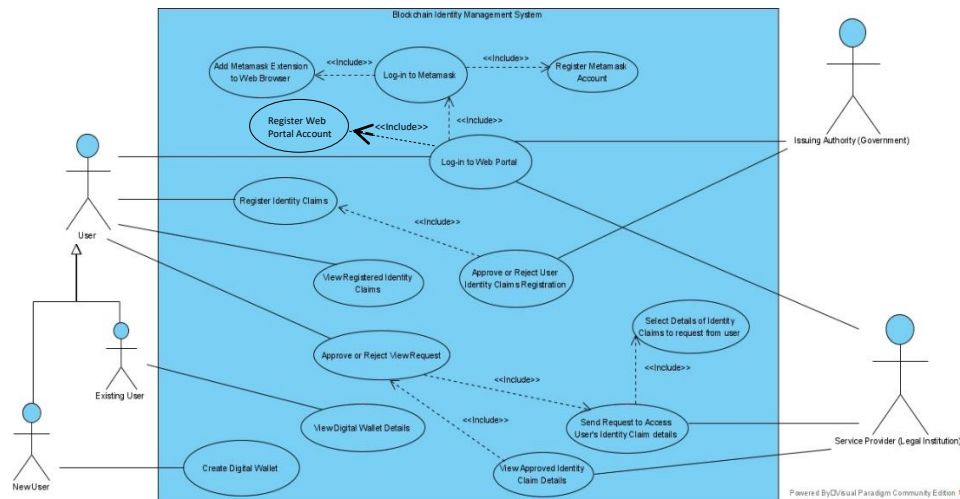 Blockchain Identity Management System
Add Metamask Extension
to Web Browser
<<Include>>
Log-in to Metamask
<<Include>>
Register Metamask
Account
Register Web
Portal Account
<<Include>>
<<Include>>
Log-in to Web Portal
Issuing Authority (Government)
User
Register Identity Claims
<<Include>>
View Registered Identity
Claims
Approve or Reject User
Identity Claims Registration
Select Details of Identity
Claims to request from user
Approve or Reject View Request
<<Include>>
<<Include>>
Existing User
<<Include>>
View Digital Wallet Details
Send Request to Access
User's Identity Claim details
Service Provider (Legal Institution)
Create Digital Wallet
View Approved Identity
Claim Details
New User
Powered By Visual Paradigm Community Edition